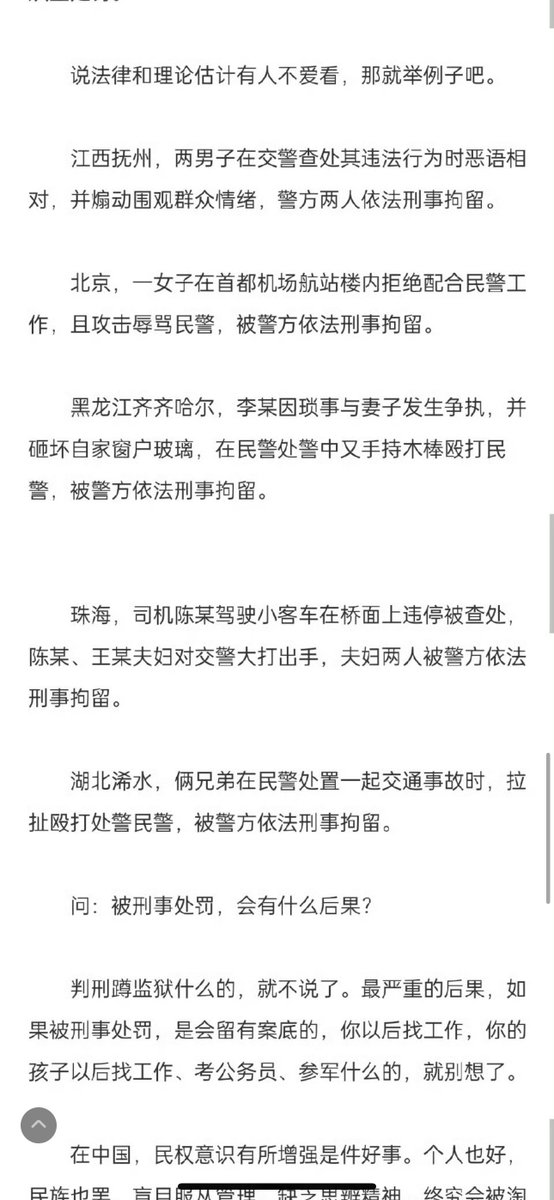 说法律和理论估计有人不爱看，那就举例子吧。
江西抚州，两男子在交警查处其违法行为时恶语相
对，并煽动围观群众情绪，警方两人依法刑事拘留。
北京，一女子在首都机场航站楼内拒绝配合民警工
作，且攻击辱骂民警，被警方依法刑事拘留。
黑龙江齐齐哈尔，李某因琐事与妻子发生争执，并
砸坏自家窗户玻璃，在民警处警中又手持木棒殴打民
警，被警方依法刑事拘留。
珠海，司机陈某驾驶小客车在桥面上违停被查处，
陈某、王某夫妇对交警大打出手，夫妇两人被警方依法
刑事拘留。
湖北浠水，俩兄弟在民警处置一起交通事故时，拉
扯殴打处警民警，被警方依法刑事拘留。
问：被刑事处罚，会有什么后果？
判刑蹲监狱什么的，就不说了。最严重的后果，如
果被刑事处罚，是会留有案底的，你以后找工作，你的
孩子以后找工作、考公务员、参军什么的，就别想了。
在中国，民权意识有所增强是件好事。个人也好，
民族也罢，盲目服从管理，缺乏思辨精神，终究会被淘